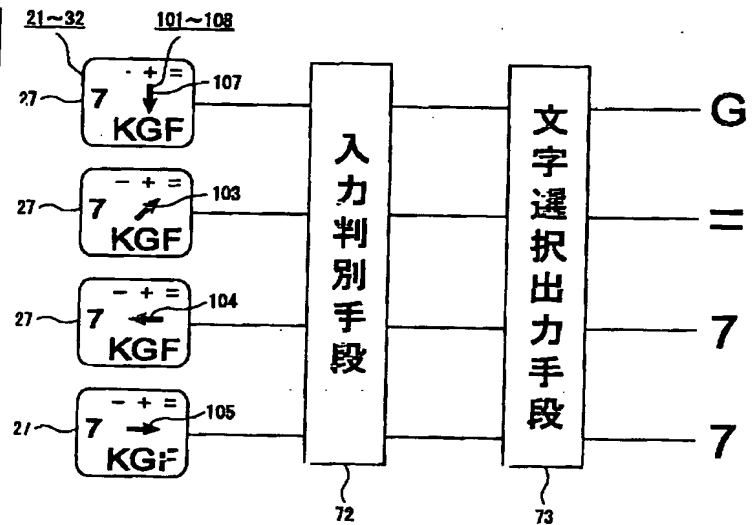 21~32 101~108
- + =
27 7 107
KGF G
- + =
27 7 103
KGF =
- + =
27 7 104
KGF 7
- + =
27 7 105
KGF 7
入力判別手段
文字選択出力手段
72 73